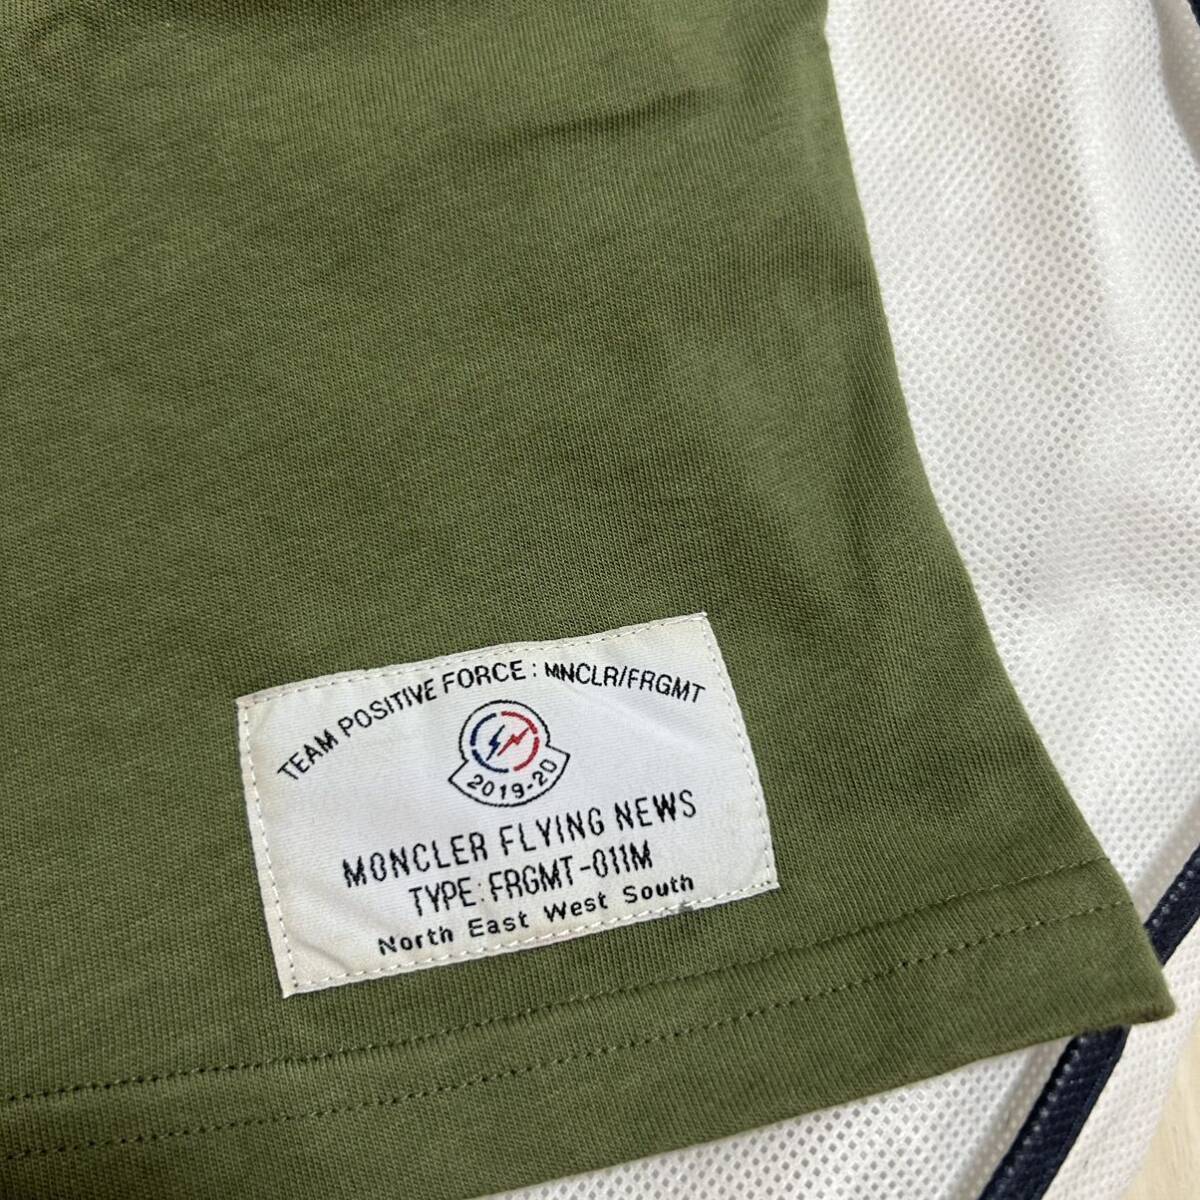 TEAM POSITIVE FORCE: MNCLR/FRGMT
2019-20
MONCLER FLYING NEWS
TYPE: FRGMT-011M
North East West South